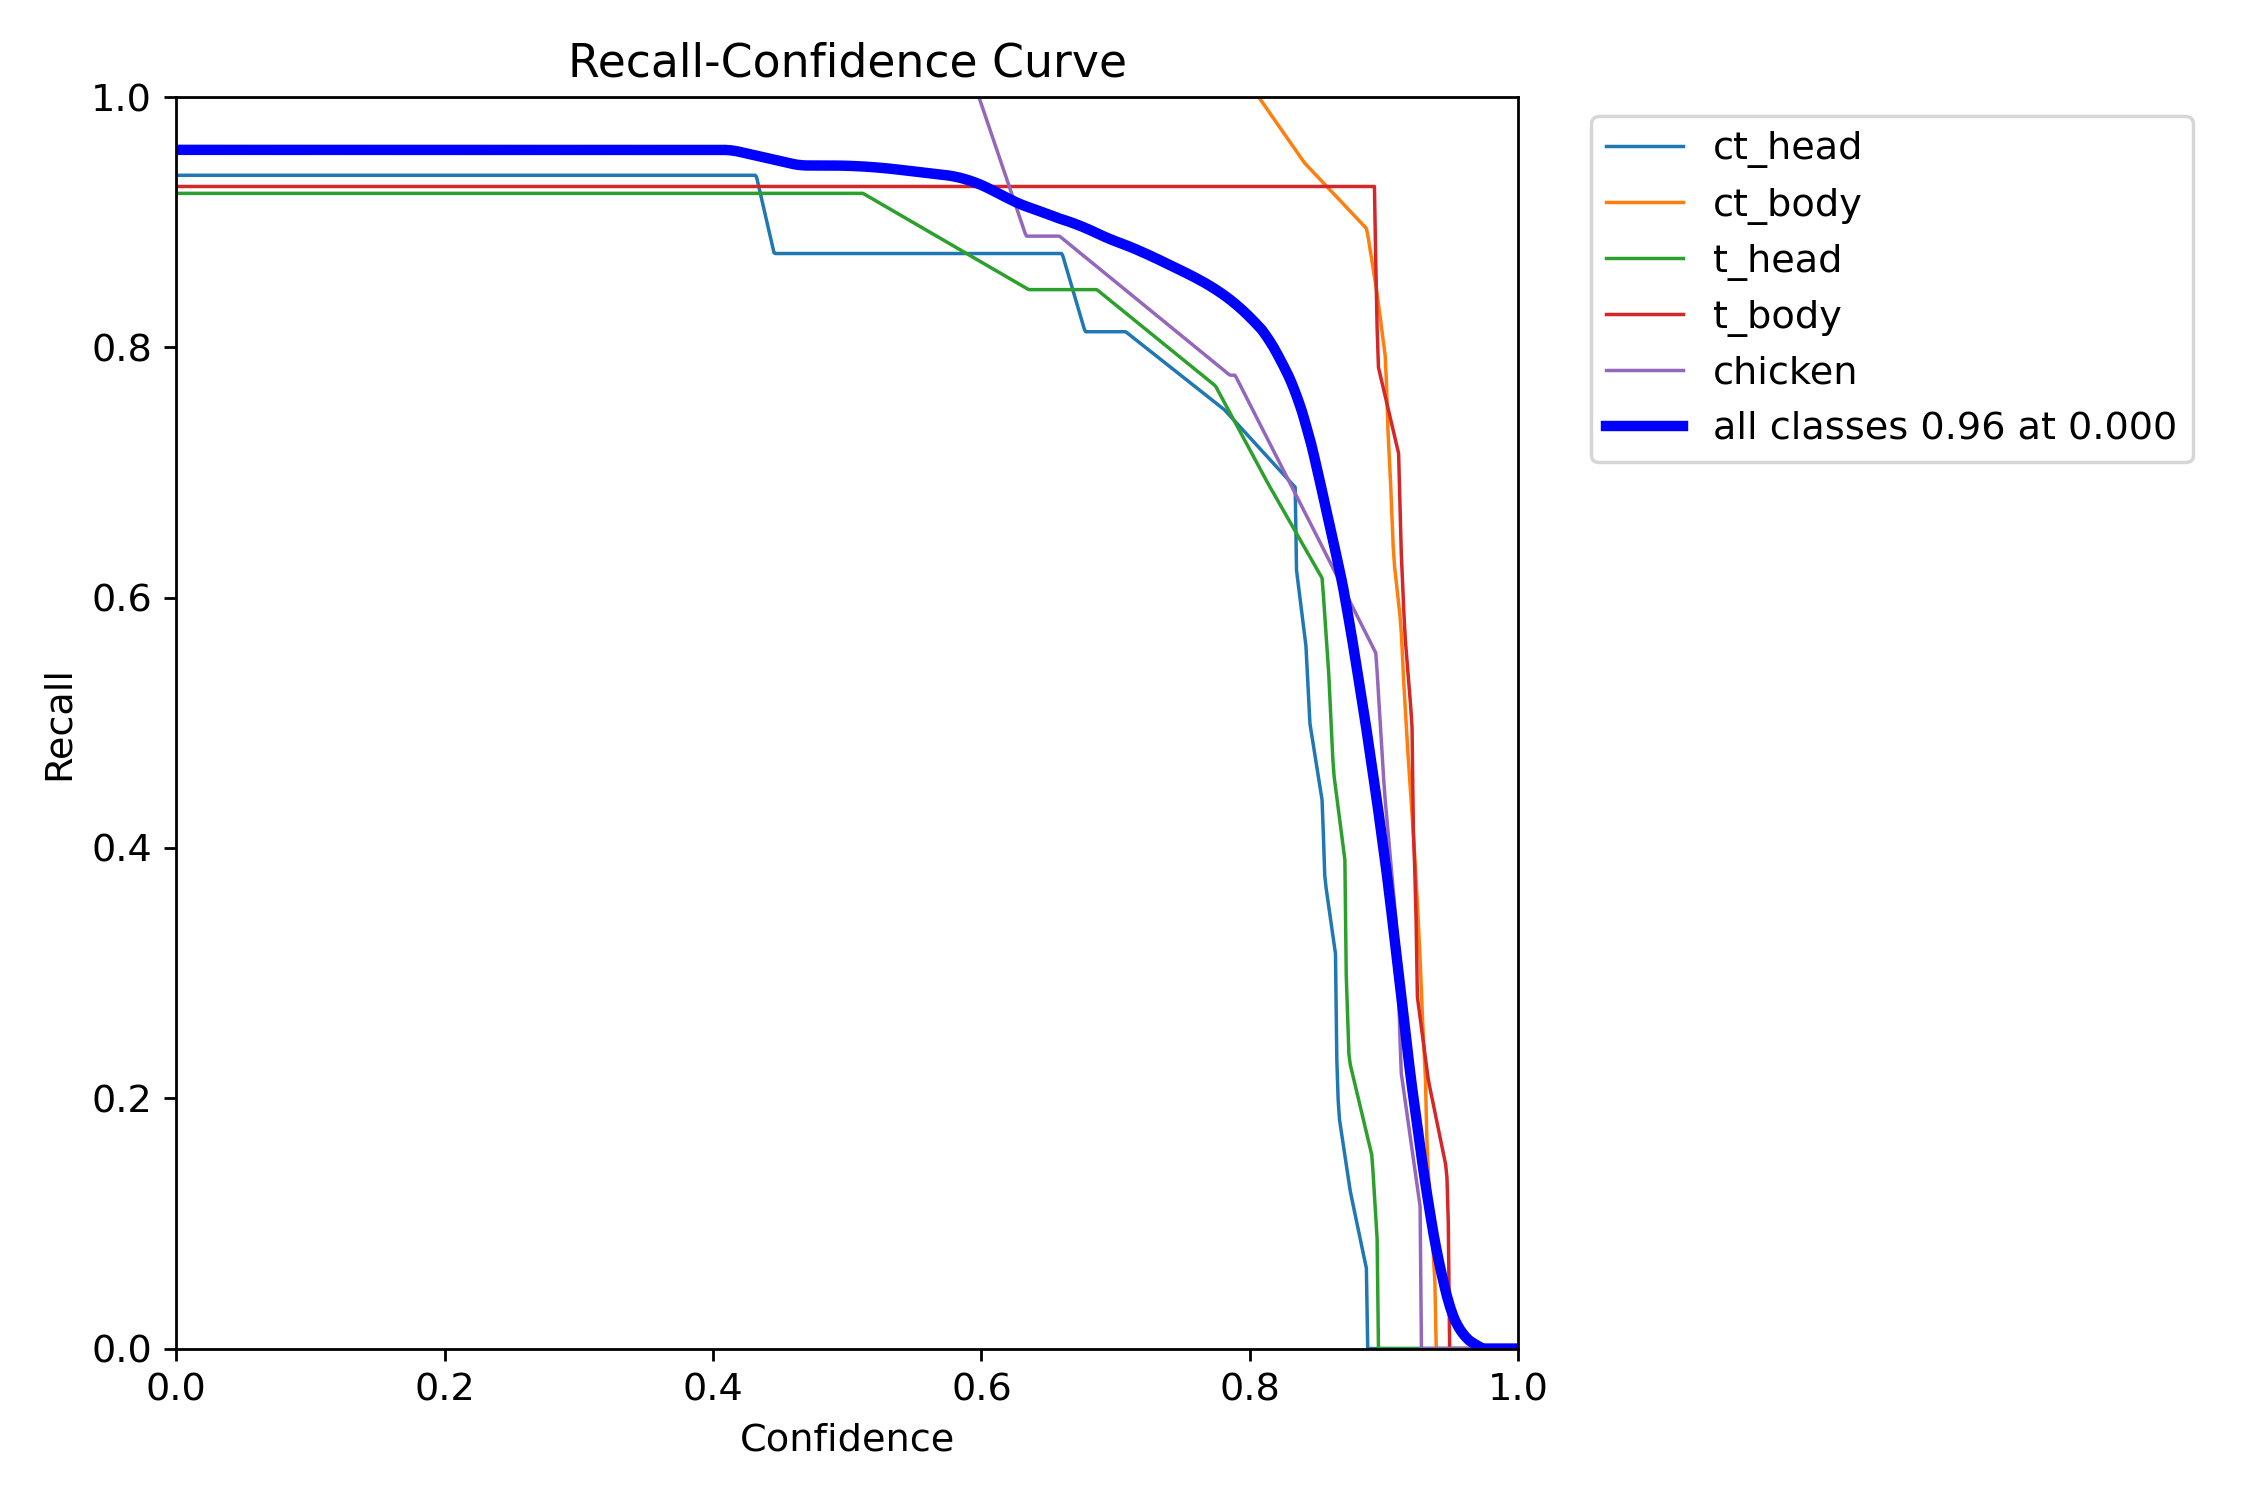 Recall-Confidence Curve
1.0
0.8
0.6
0.4
0.2
0.0
Recall
0.0 0.2 0.4 0.6 0.8 1.0
Confidence
ct_head
ct_body
t_head
t_body
chicken
all classes 0.96 at 0.000